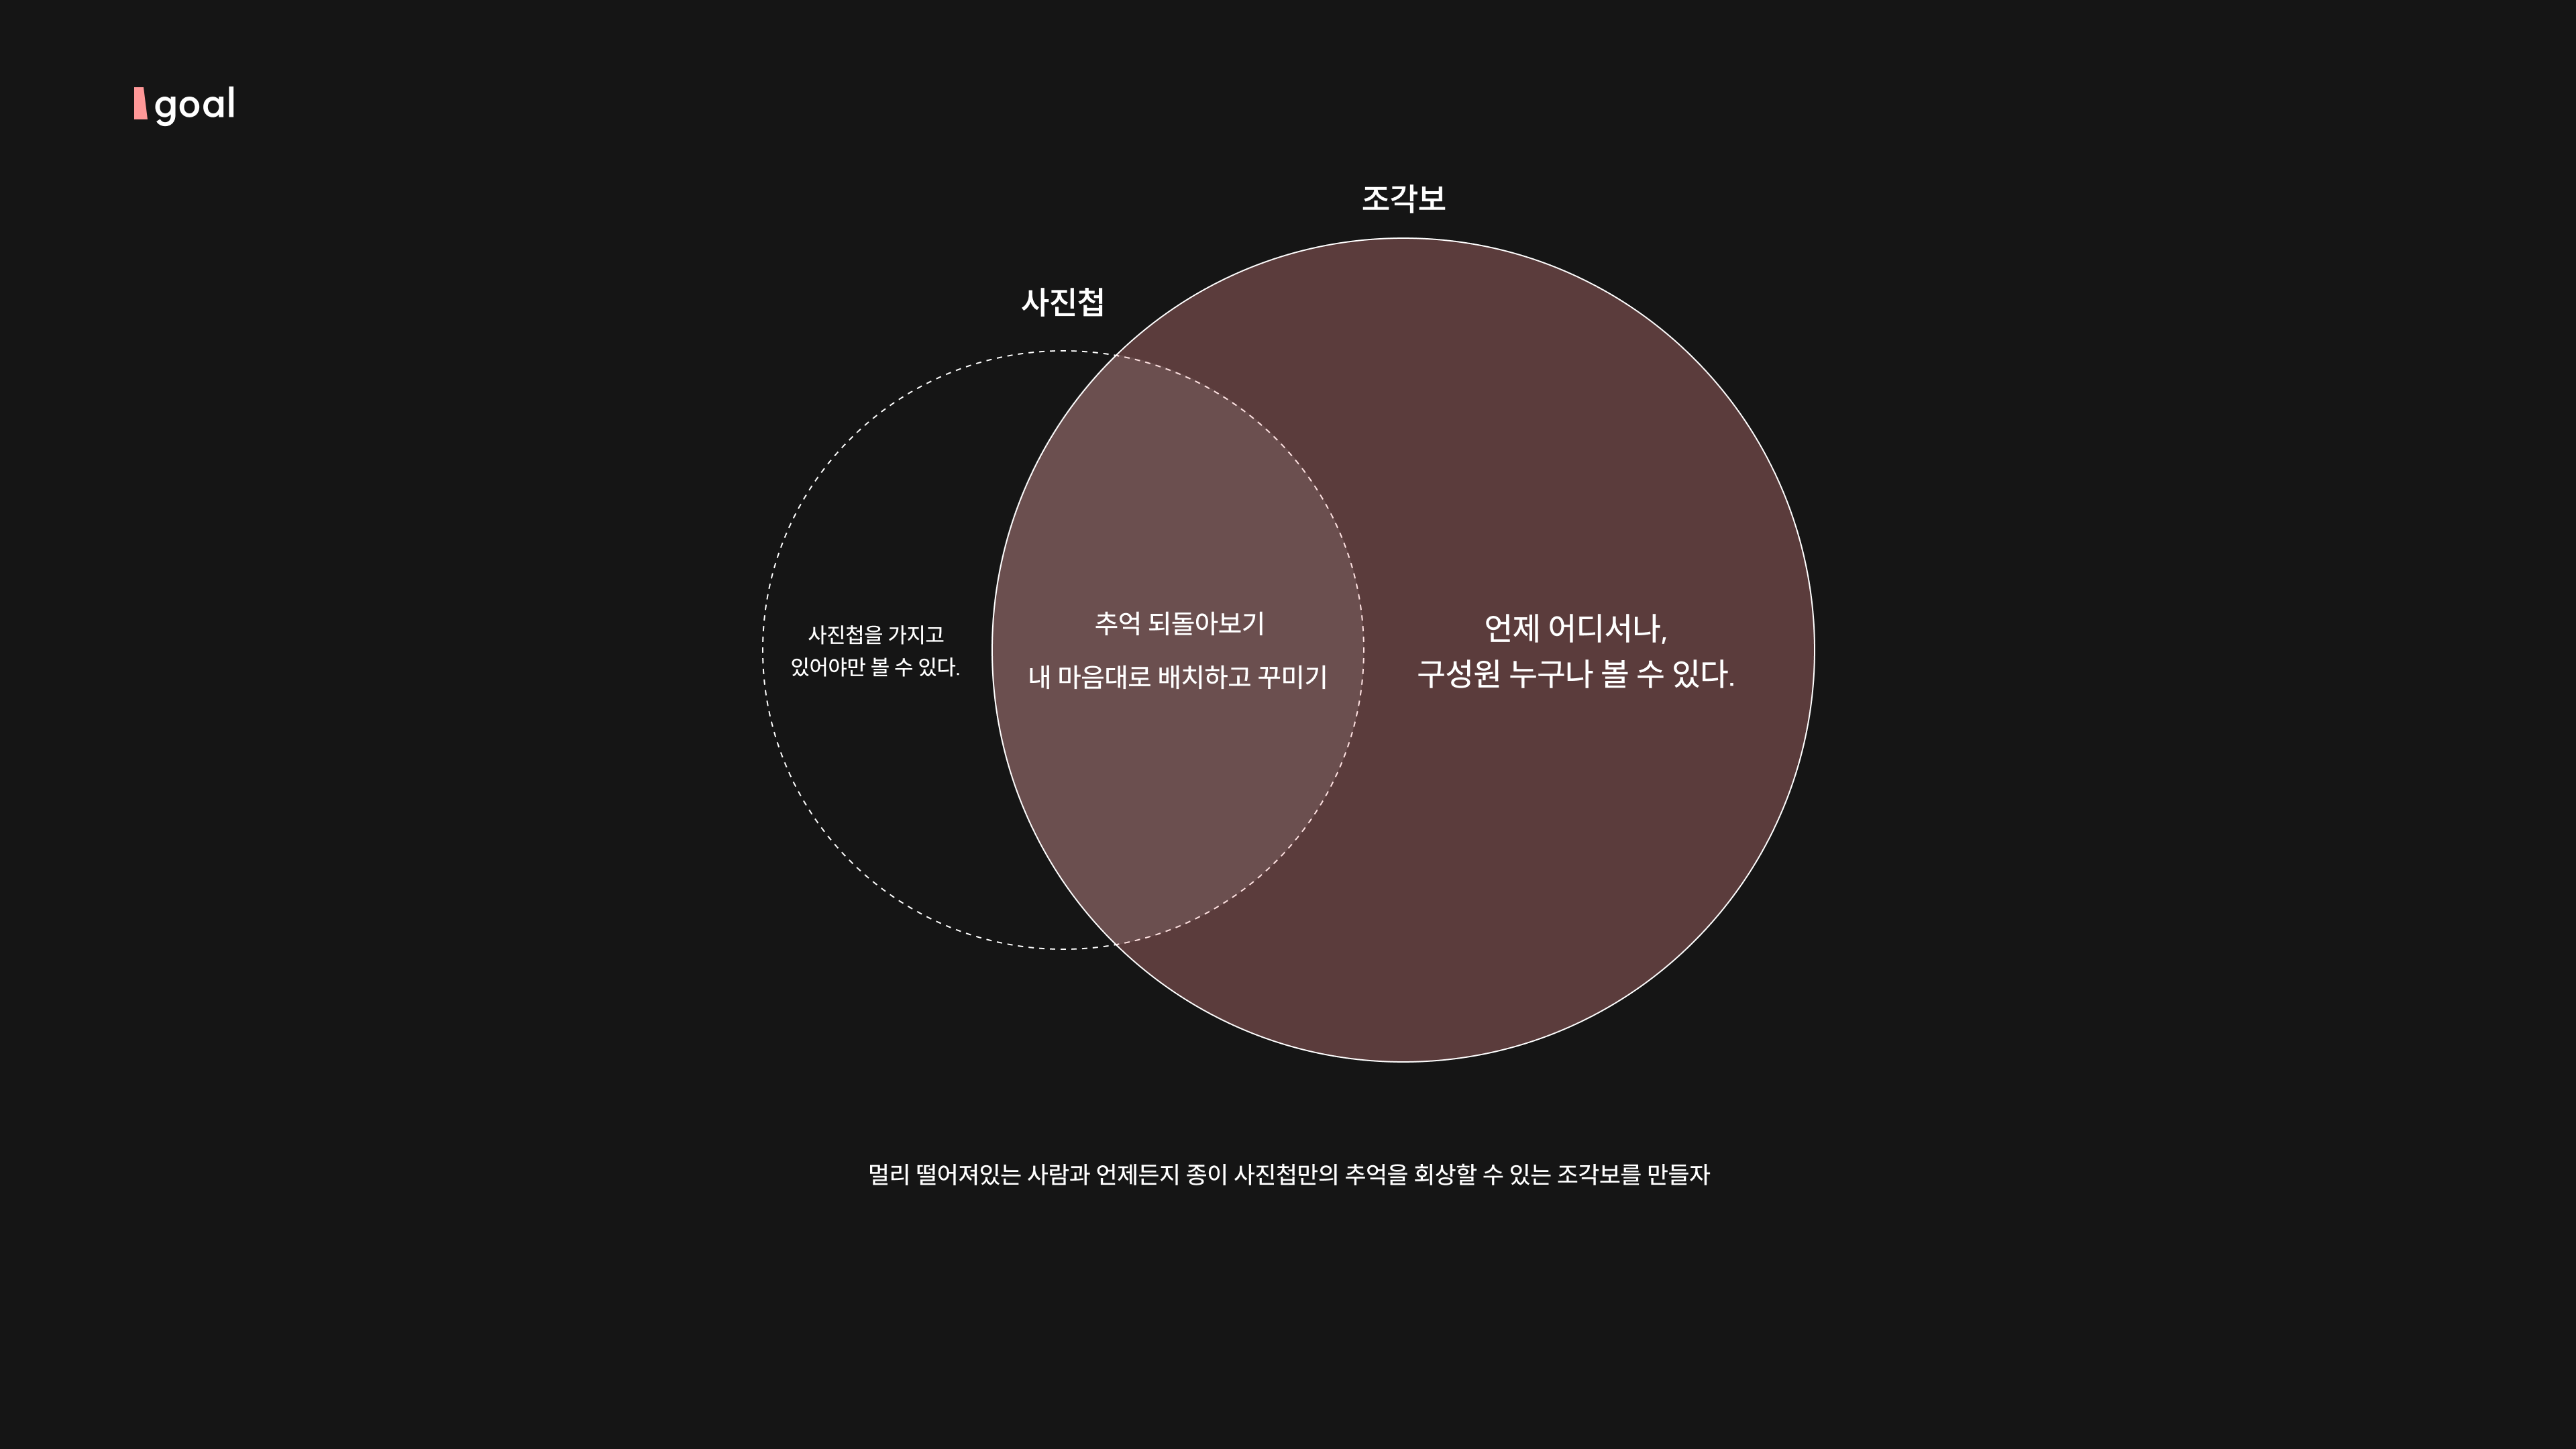 goal
조각보
사진첩
사진첩을 가지고
있어야만 볼 수 있다.
추억 되돌아보기
내 마음대로 배치하고 꾸미기
언제 어디서나,
구성원 누구나 볼 수 있다.
멀리 떨어져있는 사람과 언제든지 종이 사진첩만의 추억을 회상할 수 있는 조각보를 만들자